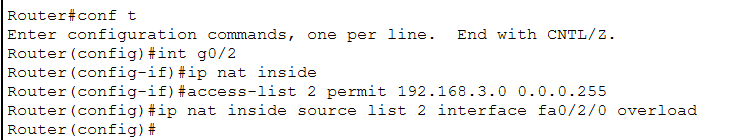 Router#conf t
Enter configuration commands, one per line.  End with CNTL/Z.
Router(config)#int g0/2
Router(config-if)#ip nat inside
Router(config-if)#access-list 2 permit 192.168.3.0 0.0.0.255
Router(config)#ip nat inside source list 2 interface fa0/2/0 overload
Router(config)#